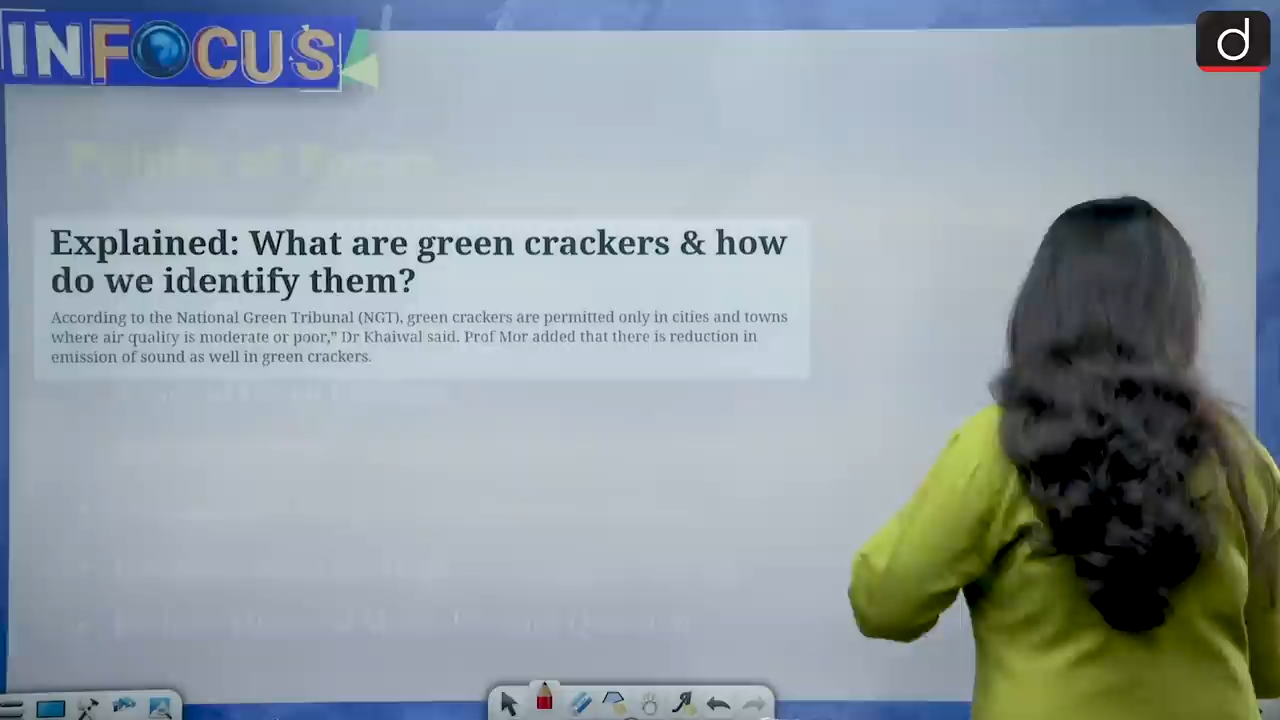 INFOCUS
d
Explained: What are green crackers & how
do we identify them?
According to the National Green Tribunal (NGT), green crackers are permitted only in cities and towns
where air quality is moderate or poor,” Dr Khaiwal said. Prof Mor added that there is reduction in
emission of sound as well in green crackers.